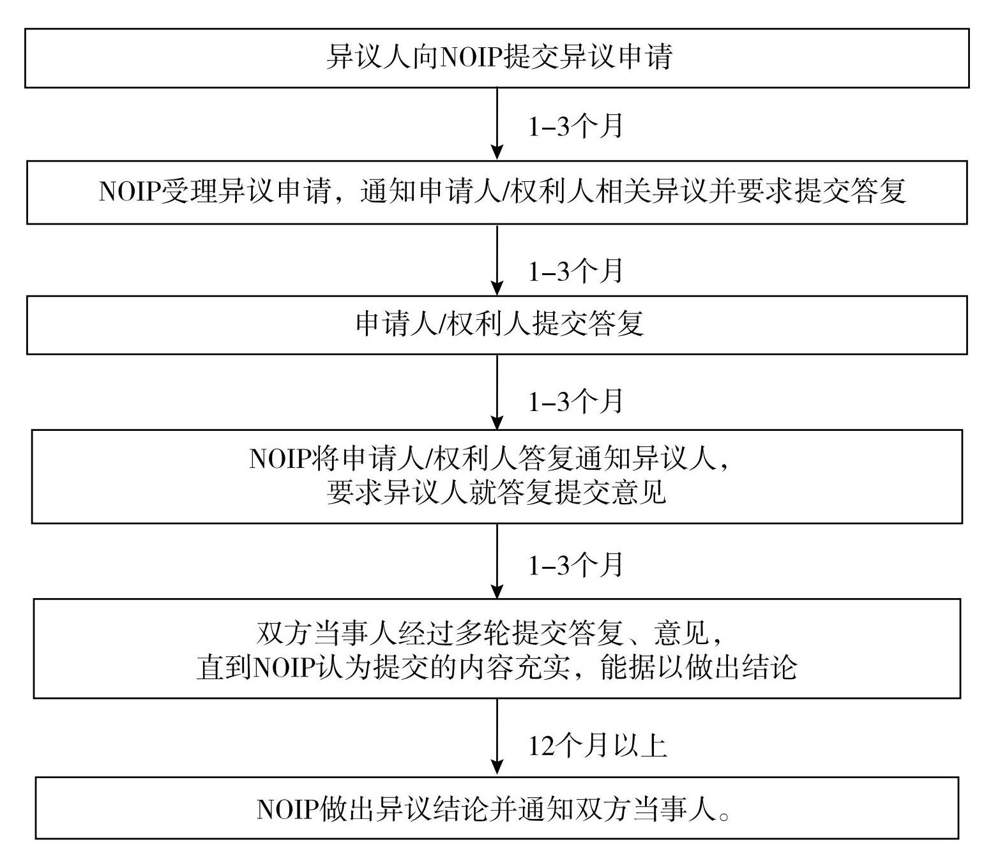 异议人向NOIP提交异议申请
1-3个月
NOIP受理异议申请，通知申请人/权利人相关异议并要求提交答复
1-3个月
申请人/权利人提交答复
1-3个月
NOIP将申请人/权利人答复通知异议人，
要求异议人就答复提交意见
1-3个月
双方当事人经过多轮提交答复、意见，
直到NOIP认为提交的内容充实，能据以做出结论
12个月以上
NOIP做出异议结论并通知双方当事人。